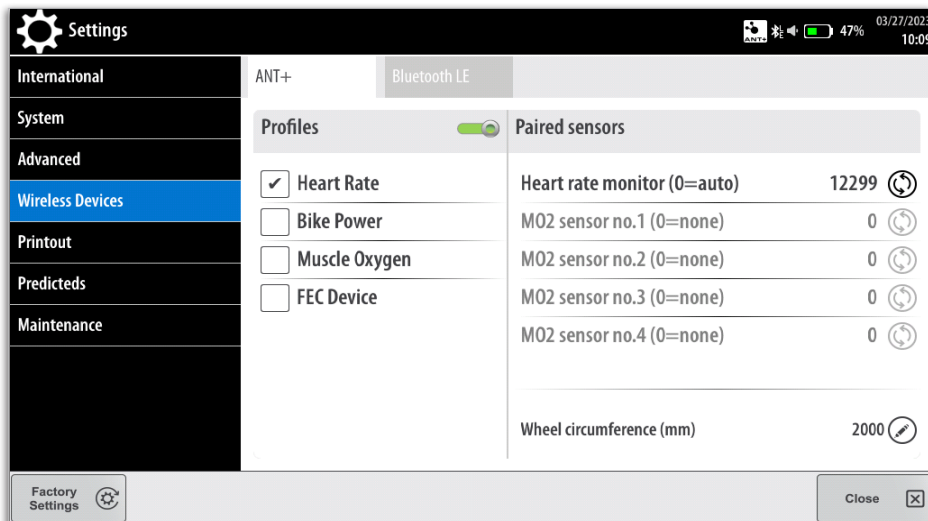 Settings
ANT+
47%
03/27/2023
10:09
International
System
Advanced
Wireless Devices
Printout
Predicteds
Maintenance
ANT+
Bluetooth LE
Profiles
Heart Rate
Bike Power
Muscle Oxygen
FEC Device
Paired sensors
Heart rate monitor (0=auto) 12299
MO2 sensor no.1 (0=none) 0
MO2 sensor no.2 (0=none) 0
MO2 sensor no.3 (0=none) 0
MO2 sensor no.4 (0=none) 0
Wheel circumference (mm) 2000
Factory
Settings
Close